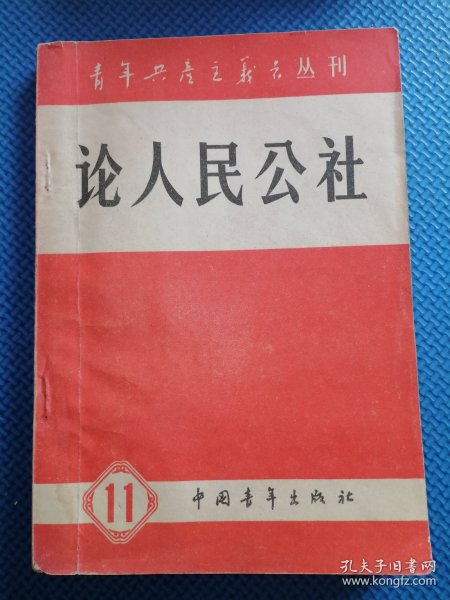 青年共產主义者丛刊
论人民公社
11
中国青年出版社
孔夫子旧书网
www.kongfz.com